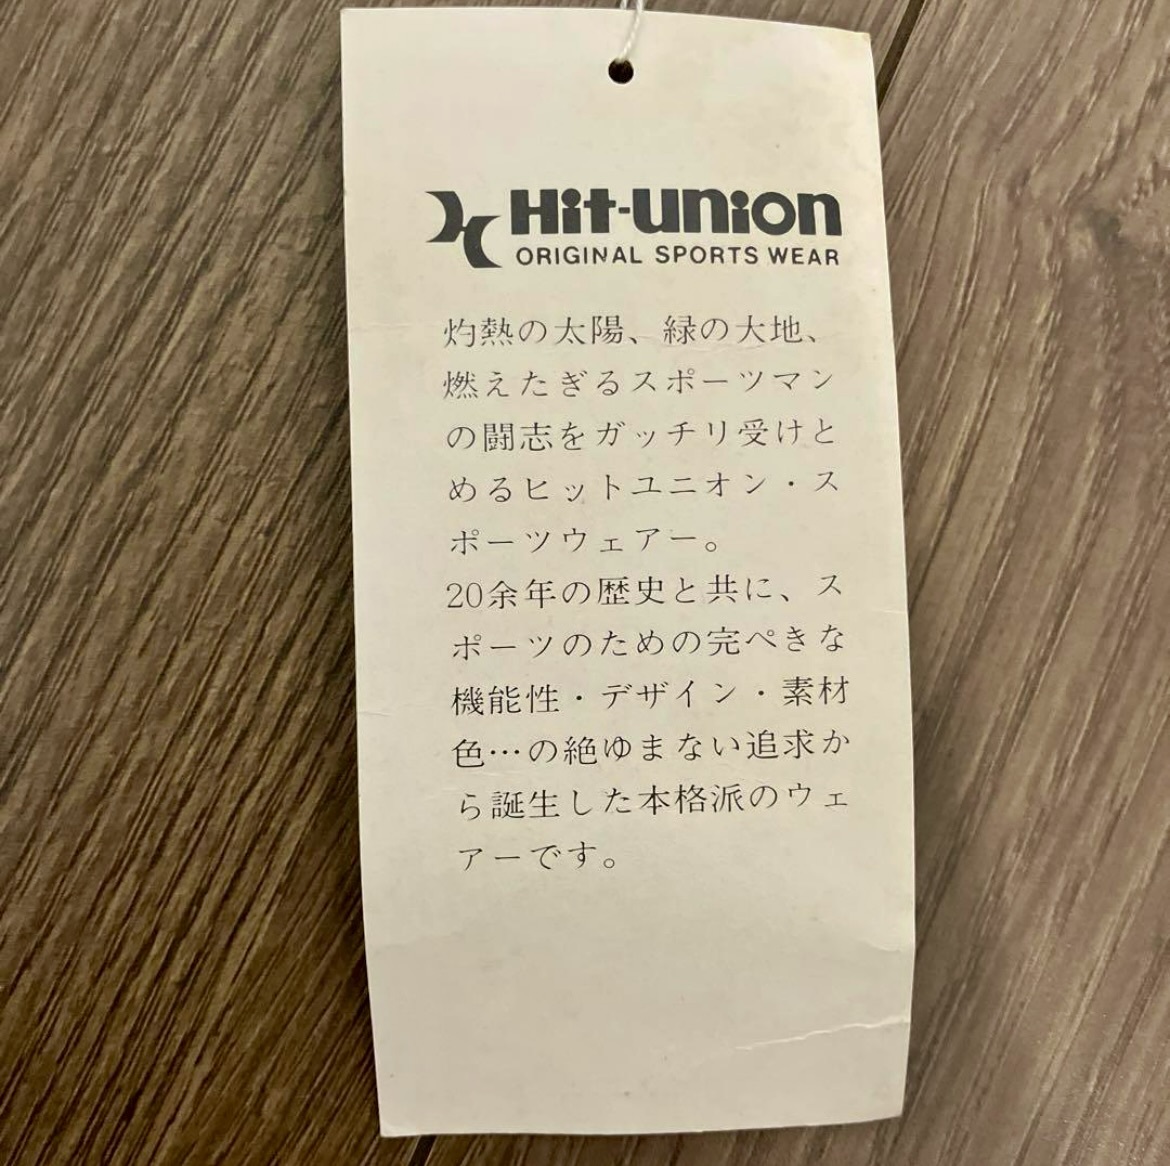 Hit-union
ORIGINAL SPORTS WEAR
灼熱の太陽、緑の大地、
燃えたぎるスポーツマン
の闘志をガッチリ受けと
めるヒットユニオン・ス
ポーツウェアー。
20余年の歴史と共に、ス
ポーツのための完ぺきな
機能性・デザイン・素材
色…の絶ゆまない追求か
ら誕生した本格派のウェ
アーです。